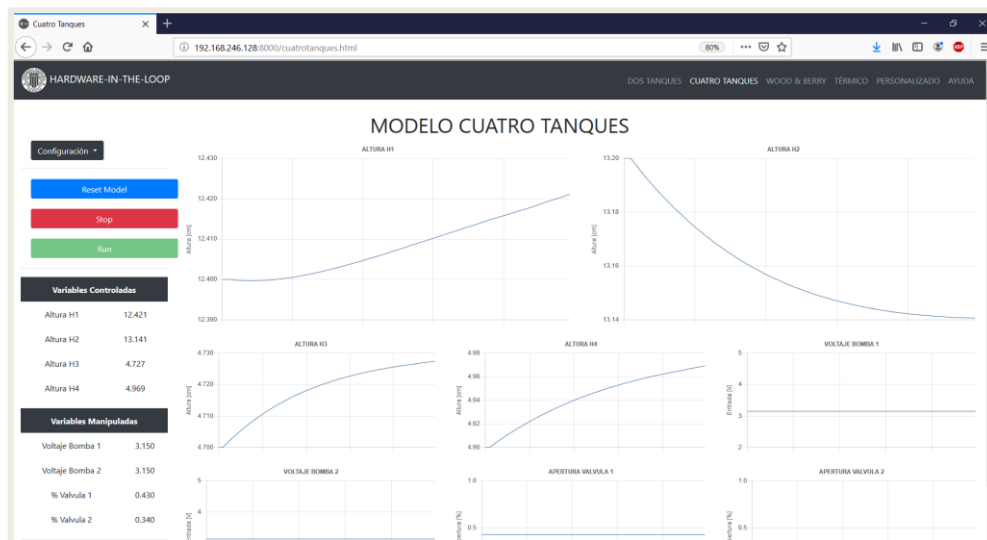 Cuatro Tanques
192.168.246.128:8000/cuatrotanques.html
80%
ABP
HARDWARE-IN-THE-LOOP
DOS TANQUES CUATRO TANQUES WOOD & BERRY TÉRMICO PERSONALIZADO AYUDA
MODELO CUATRO TANQUES
Configuración
Reset Model
Stop
Run
Variables Controladas
Altura H1 12.421
Altura H2 13.141
Altura H3 4.727
Altura H4 4.969
Variables Manipuladas
Voltaje Bomba 1 3.150
Voltaje Bomba 2 3.150
% Valvula 1 0.430
% Valvula 2 0.340
ALTURA H1
Altura [cm]
12.430
12.420
12.410
12.400
12.390
ALTURA H2
Altura [cm]
13.20
13.18
13.16
13.14
ALTURA H3
Altura [cm]
4.730
4.720
4.710
4.700
ALTURA H4
Altura [cm]
4.98
4.96
4.94
4.92
4.90
VOLTAJE BOMBA 1
Entrada [V]
5
4
3
2
VOLTAJE BOMBA 2
Entrada [V]
5
4
APERTURA VALVULA 1
1.0
0.5
APERTURA VALVULA 2
1.0
0.5